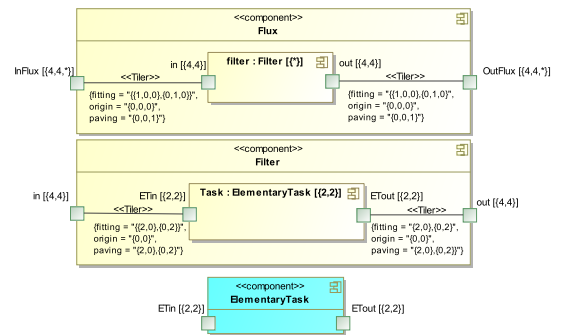 <<component>>
Flux
InFlux [{4,4,*}]
in [{4,4}]
filter : Filter [{*}]
out [{4,4}]
OutFlux [{4,4,*}]
<<Tiler>>
<<Tiler>>
{fitting = "{{1,0,0},{0,1,0}}",
origin = "{0,0,0}",
paving = "{0,0,1}"}
{fitting = "{{1,0,0},{0,1,0}}",
origin = "{0,0,0}",
paving = "{0,0,1}"}
<<component>>
Filter
in [{4,4}]
ETin [{2,2}]
Task : ElementaryTask [{2,2}]
ETout [{2,2}]
out [{4,4}]
<<Tiler>>
<<Tiler>>
{fitting = "{{2,0},{0,2}}",
origin = "{0,0}",
paving = "{2,0},{0,2}"}
{fitting = "{2,0},{0,2}",
origin = "{0,0}",
paving = "{2,0},{0,2}}"}
<<component>>
ElementaryTask
ETin [{2,2}]
ETout [{2,2}]